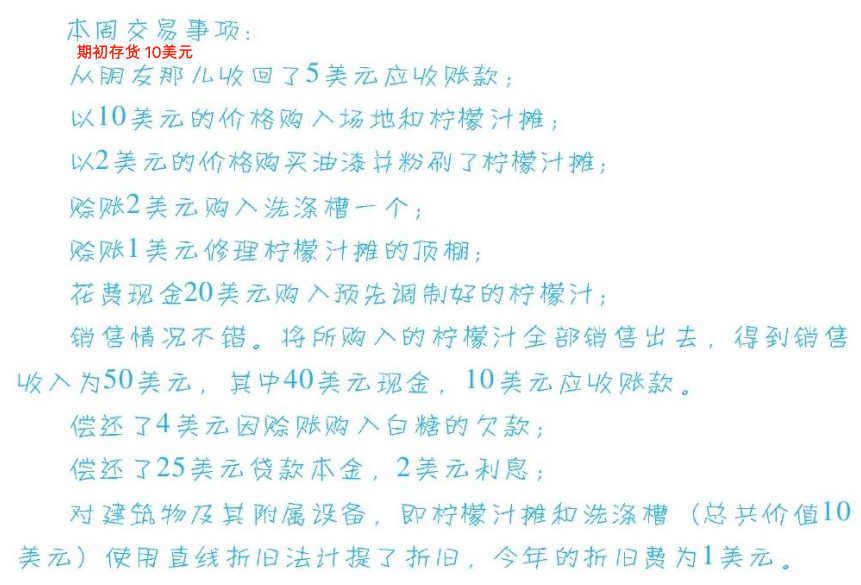 本周交易事项:
期初存货 10美元
从朋友那儿收回了5美元应收账款;
以10美元的价格购入场地和柠檬汁摊;
以2美元的价格购买油漆并粉刷了柠檬汁摊;
赊账2美元购入洗涤槽一个;
赊账1美元修理柠檬汁摊的顶棚;
花费现金20美元购入预先调制好的柠檬汁;
销售情况不错。将所购入的柠檬汁全部销售出去,得到销售
收入为50美元,其中40美元现金,10美元应收账款。
偿还了4美元因赊账购入白糖的欠款;
偿还了25美元贷款本金,2美元利息;
对建筑物及其附属设备,即柠檬汁摊和洗涤槽(总共价值10
美元)使用直线折旧法计提了折旧,今年的折旧费为1美元。